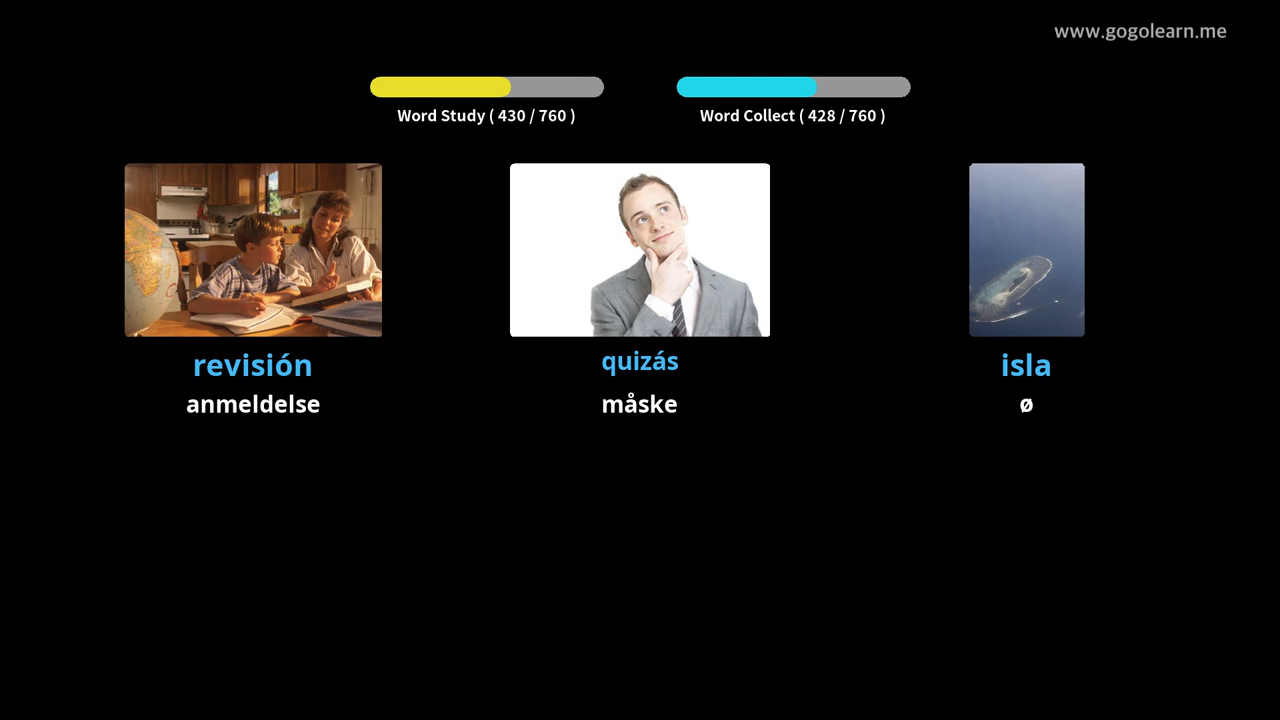 www.gogolearn.me
Word Study ( 430 / 760 )
Word Collect ( 428 / 760 )
revisión
anmeldelse
quizás
måske
isla
ø